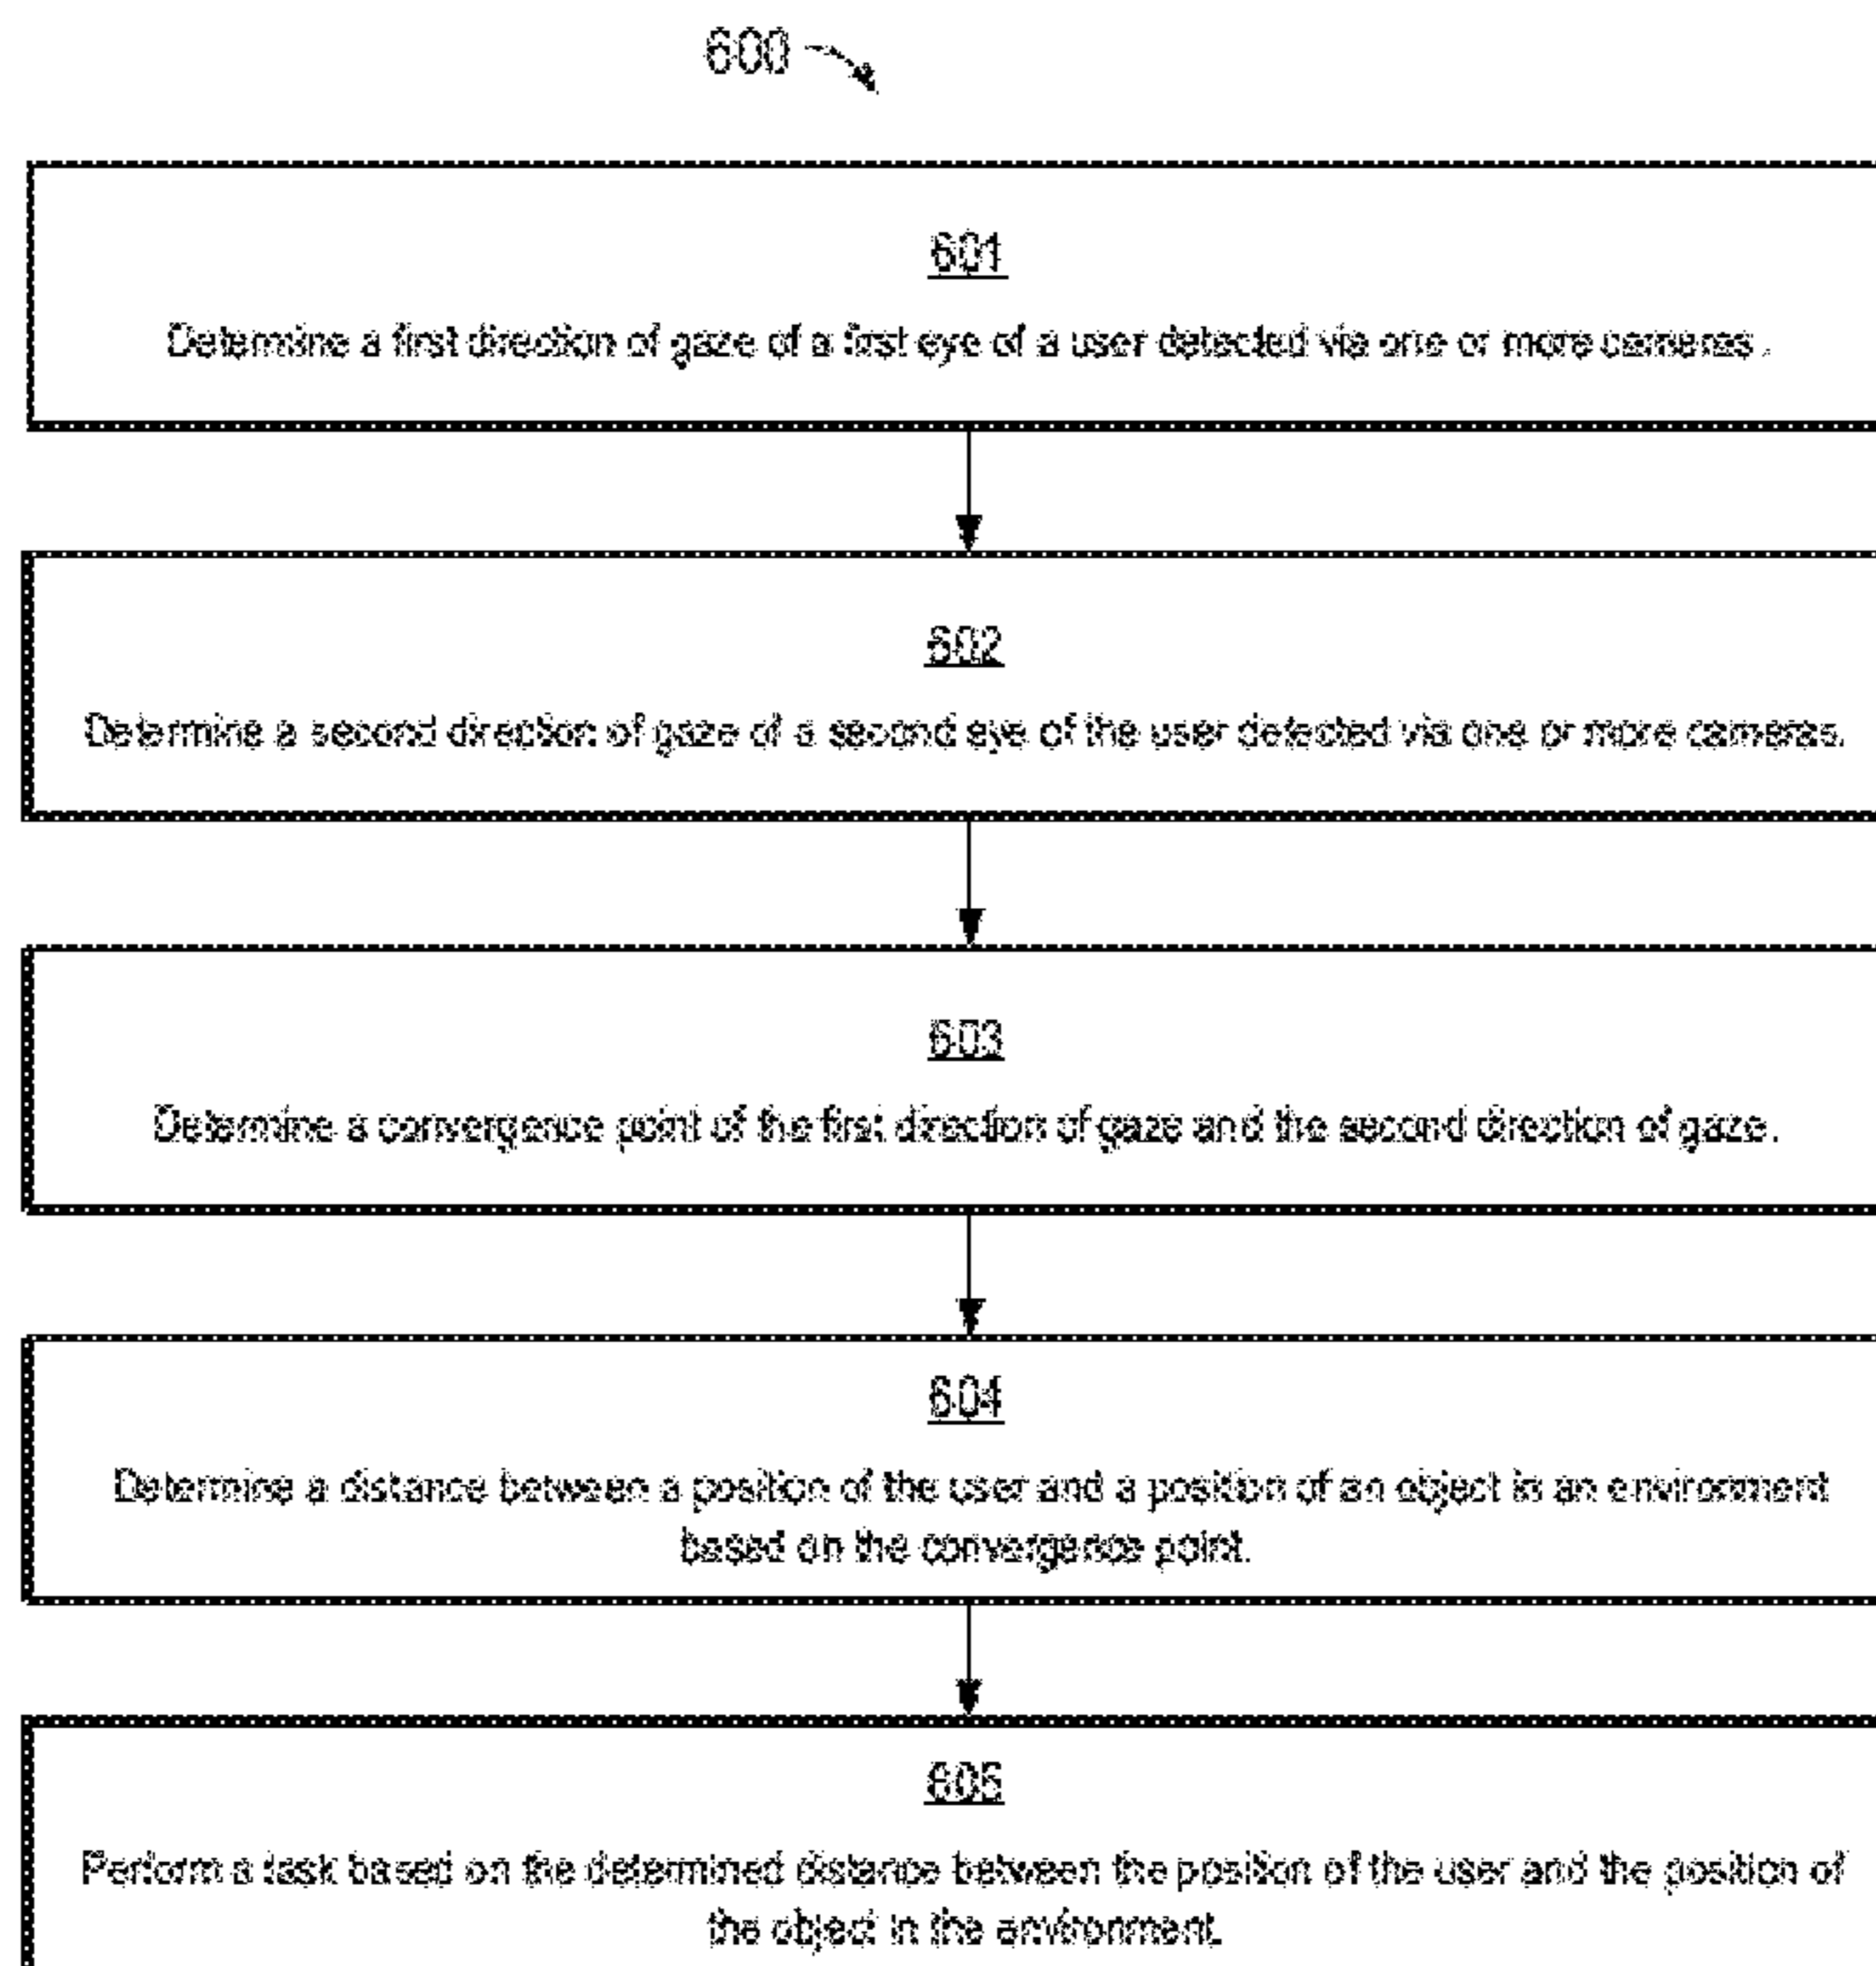 600
601
Determine a first direction of gaze of a first eye of a user detected via one or more cameras.
602
Determine a second direction of gaze of a second eye of the user detected via one or more cameras.
603
Determine a convergence point of the first direction of gaze and the second direction of gaze.
604
Determine a distance between a position of the user and a position of an object in an environment
based on the convergence point.
605
Perform a task based on the determined distance between the position of the user and the position of
the object in the environment.